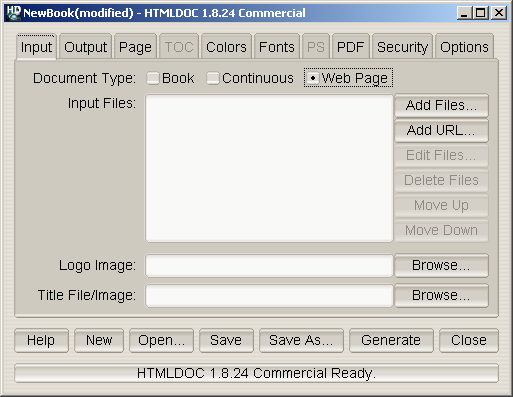 HD NewBook(modified) - HTMLDOC 1.8.24 Commercial
Input Output Page TOC Colors Fonts PS PDF Security Options
Document Type: Book Continuous Web Page
Input Files:
Add Files...
Add URL...
Edit Files...
Delete Files
Move Up
Move Down
Logo Image: Browse...
Title File/Image: Browse...
Help New Open... Save Save As... Generate Close
HTMLDOC 1.8.24 Commercial Ready.